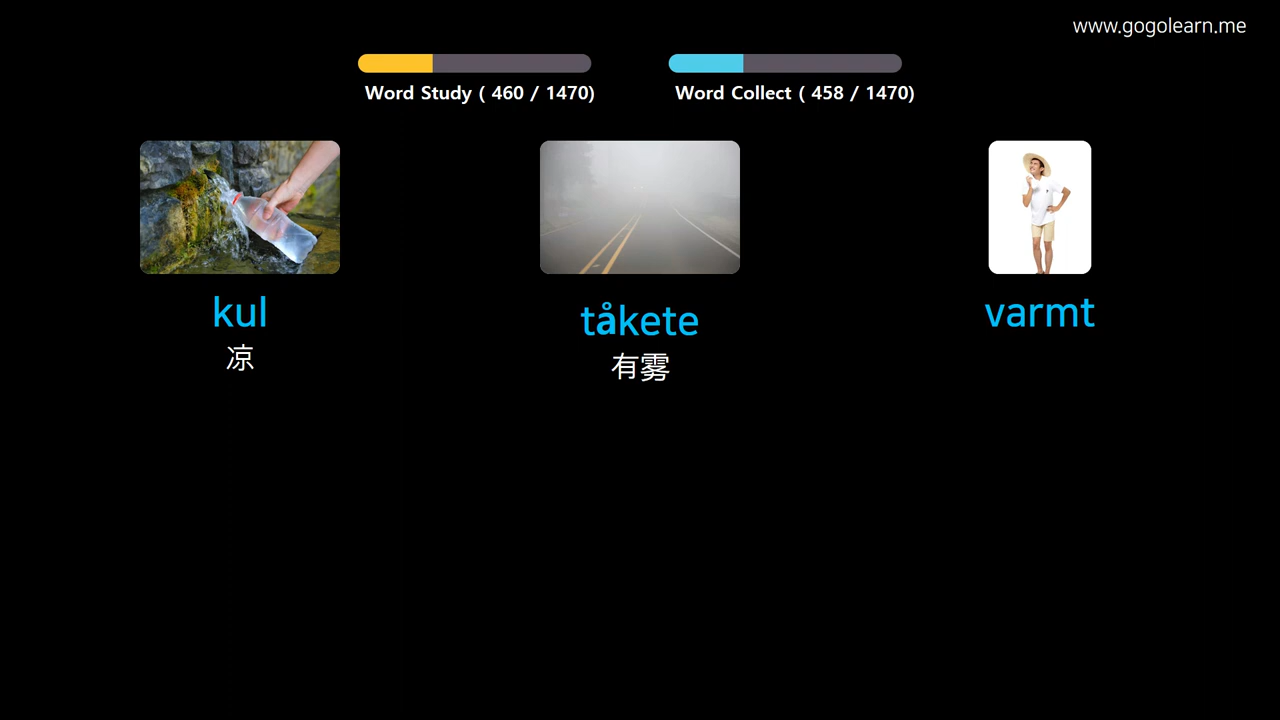 www.gogolearn.me
Word Study ( 460 / 1470)
Word Collect ( 458 / 1470)
kul
凉
tåkete
有雾
varmt